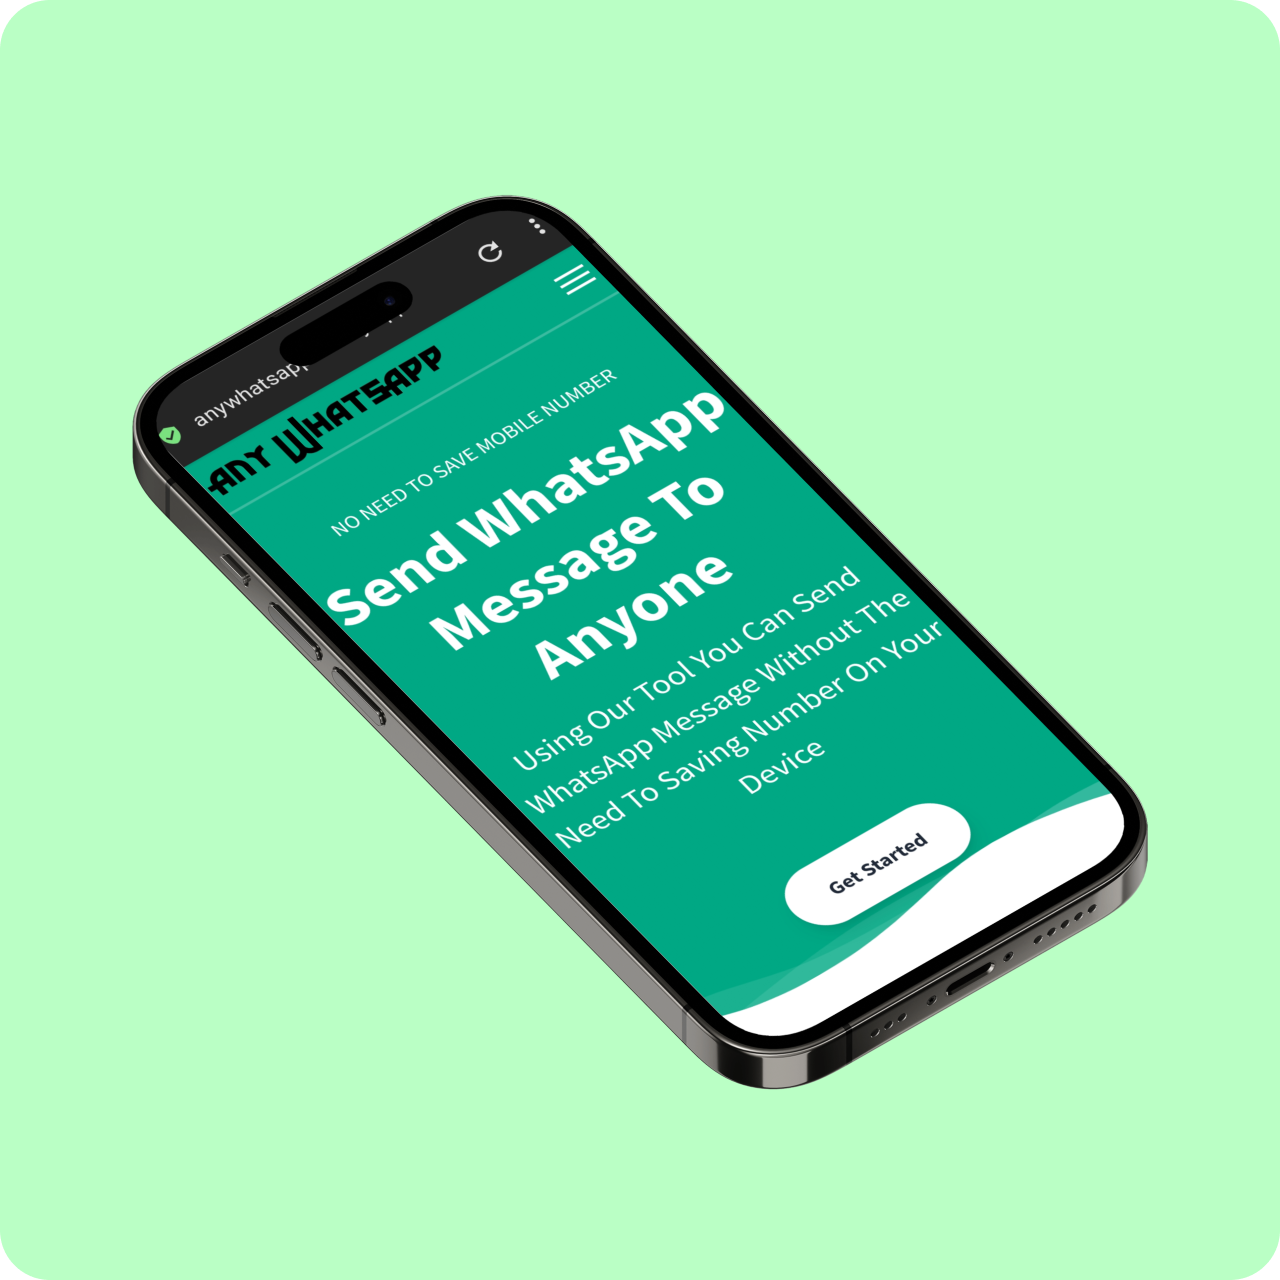 anywhatsapp
ANY WHATSAPP
NO NEED TO SAVE MOBILE NUMBER
Send WhatsApp
Message To
Anyone
Using Our Tool You Can Send
WhatsApp Message Without The
Need To Saving Number On Your
Device
Get Started